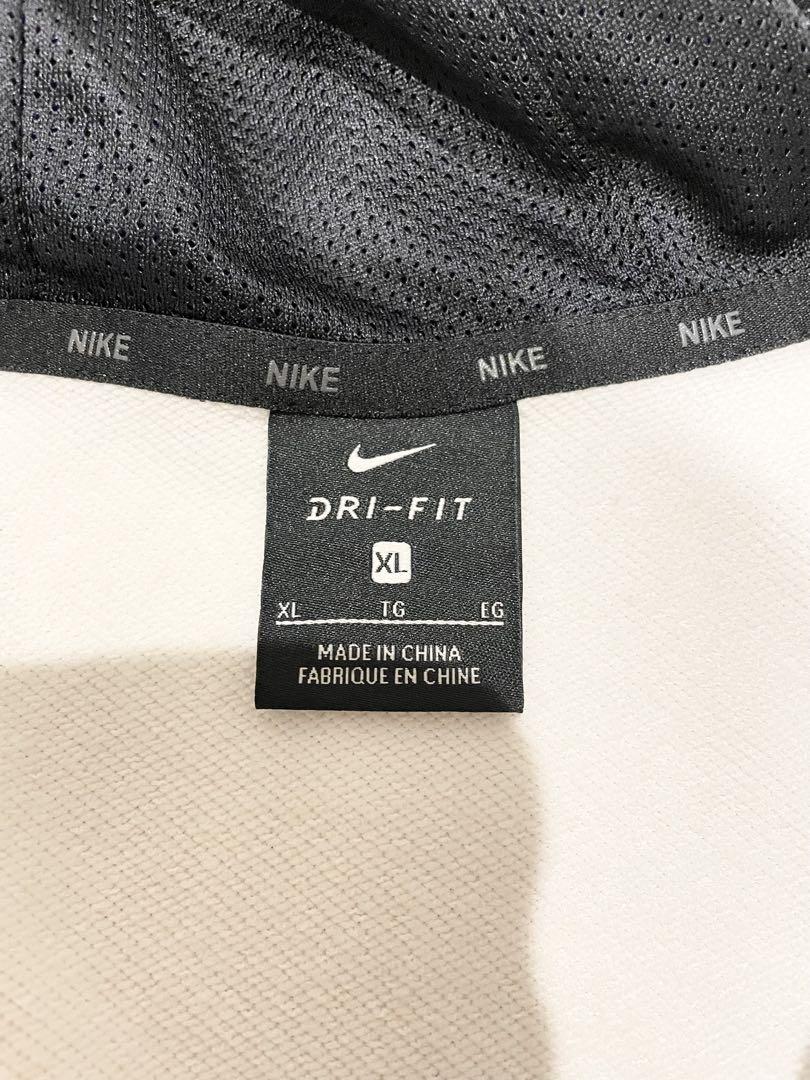 NIKE NIKE NIKE NIKE
DRI-FIT
XL
XL TG EG
MADE IN CHINA
FABRIQUE EN CHINE